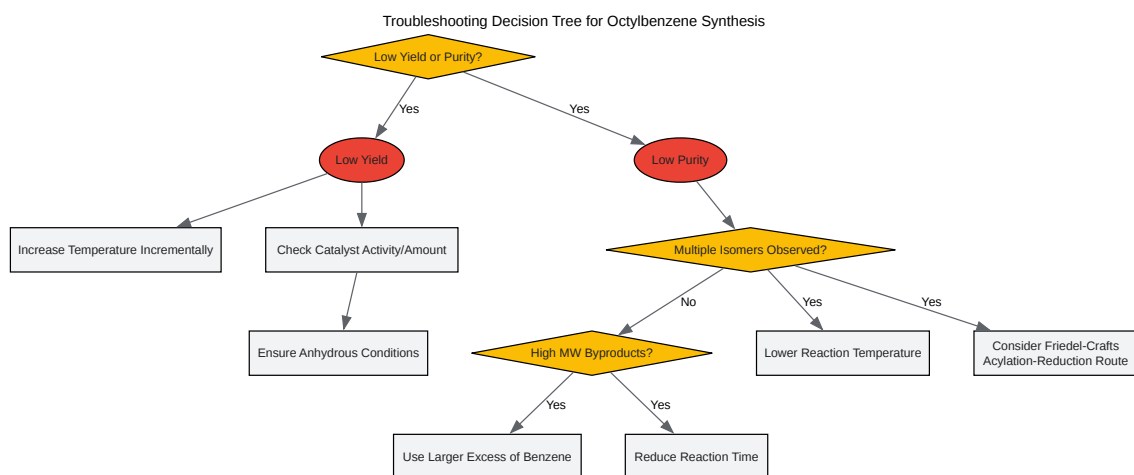 Troubleshooting Decision Tree for Octylbenzene Synthesis
Low Yield or Purity?
Yes
Yes
Low Yield
Low Purity
Increase Temperature Incrementally
Check Catalyst Activity/Amount
Multiple Isomers Observed?
No
Yes
Yes
Ensure Anhydrous Conditions
High MW Byproducts?
Lower Reaction Temperature
Consider Friedel-Crafts
Acylation-Reduction Route
Yes
Yes
Use Larger Excess of Benzene
Reduce Reaction Time